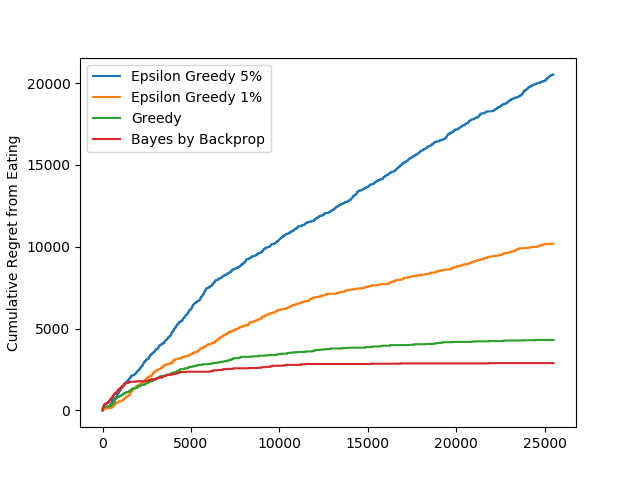 Epsilon Greedy 5%
Epsilon Greedy 1%
Greedy
Bayes by Backprop
Cumulative Regret from Eating
20000
15000
10000
5000
0
0 5000 10000 15000 20000 25000